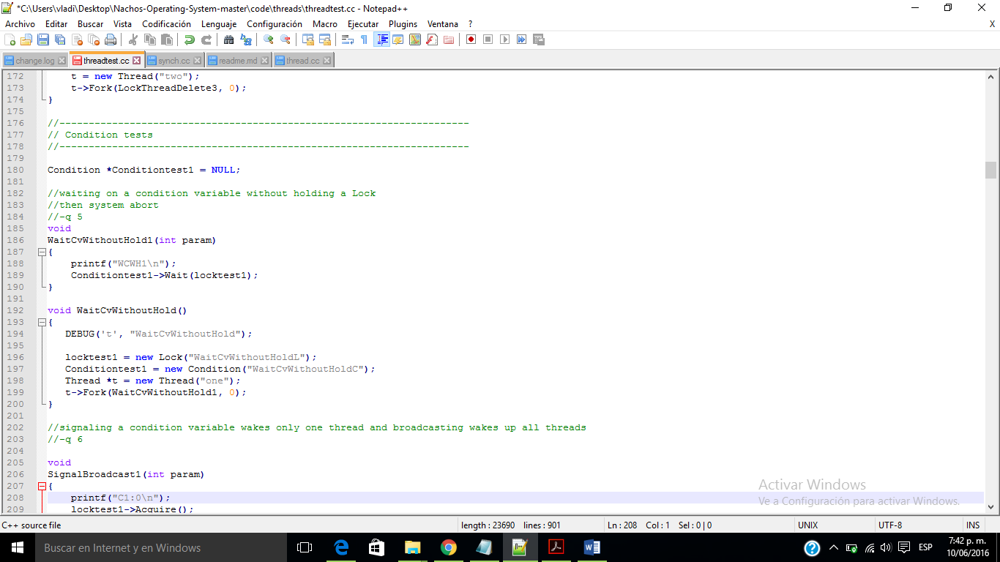 *C:\Users\vladi\Desktop\Nachos-Operating-System-master\code\threads\threadtest.cc - Notepad++
Archivo Editar Buscar Vista Codificación Lenguaje Configuración Macro Ejecutar Plugins Ventana ? X
change.log threadtest.cc synch.cc readme.md thread.cc
172 t = new Thread("two");
173 t->Fork(LockThreadDelete3, 0);
174 }
175
176 //----------------------------------------------------------------------
177 // Condition tests
178 //----------------------------------------------------------------------
179
180 Condition *Conditiontest1 = NULL;
181
182 //waiting on a condition variable without holding a Lock
183 //then system abort
184 //-q 5
185 void
186 WaitCvWithoutHold1(int param)
187 {
188 printf("WCWH1\n");
189 Conditiontest1->Wait(locktest1);
190 }
191
192 void WaitCvWithoutHold()
193 {
194 DEBUG('t', "WaitCvWithoutHold");
195
196 locktest1 = new Lock("WaitCvWithoutHoldL");
197 Conditiontest1 = new Condition("WaitCvWithoutHoldC");
198 Thread *t = new Thread("one");
199 t->Fork(WaitCvWithoutHold1, 0);
200 }
201
202 //signaling a condition variable wakes only one thread and broadcasting wakes up all threads
203 //-q 6
204
205 void
206 SignalBroadcast1(int param)
207 {
208 printf("C1:0\n");
209 locktest1->Acquire();
Activar Windows
Ve a Configuración para activar Windows.
C++ source file length : 23690 lines : 901 Ln : 208 Col : 1 Sel : 0 | 0 UNIX UTF-8 INS
Buscar en Internet y en Windows
ESP
7:42 p. m.
10/06/2016